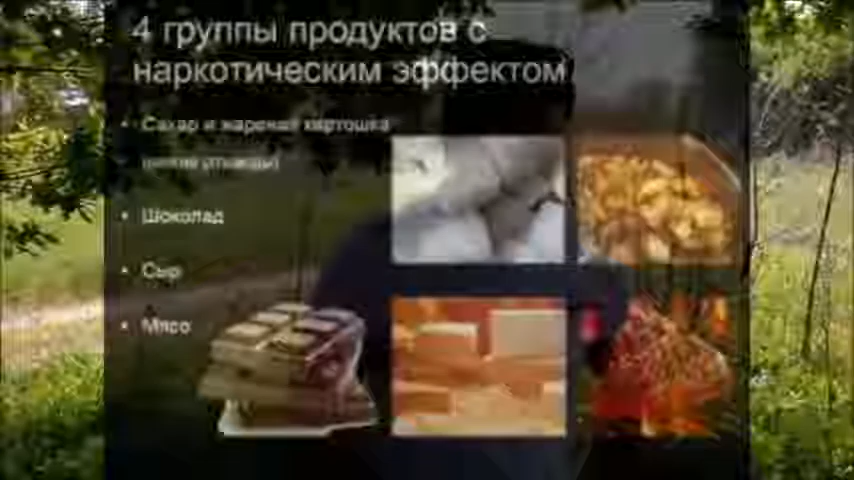 4 группы продуктов с
наркотическим эффектом
• Сахар и жареная картошка
• Шоколад
• Сыр
• Мясо